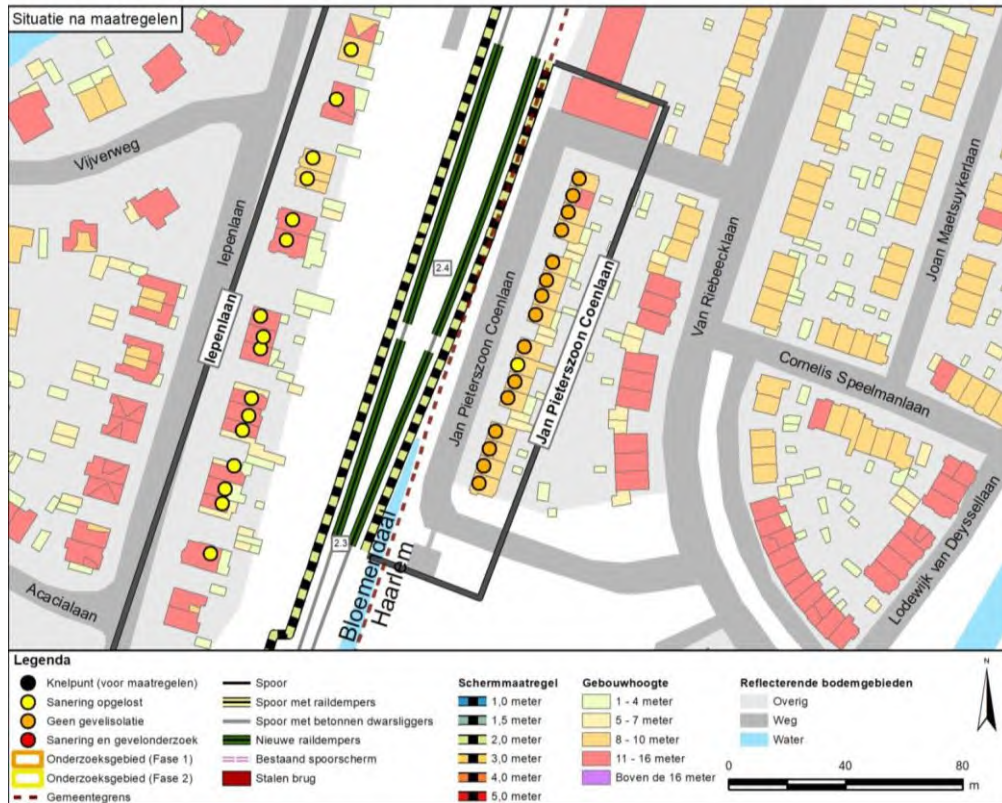 Situatie na maatregelen
Vijverweg
Iepenlaan
Iepenlaan
Acacialaan
2.4
2.3
Bloemendaal
Haarlem
Jan Pieterszoon Coenlaan
Jan Pieterszoon Coenlaan
Van Riebeecklaan
Joan Maetsuykerlaan
Cornelis Speelmanlaan
Lodewijk van Deyssellaan
Legenda
Knelpunt (voor maatregelen)
Sanering opgelost
Geen gevelisolatie
Sanering en gevelonderzoek
Onderzoeksgebied (Fase 1)
Onderzoeksgebied (Fase 2)
Gemeentegrens
Spoor
Spoor met raildempers
Spoor met betonnen dwarsliggers
Nieuwe raildempers
Bestaand spoorscherm
Stalen brug
Schermmaatregel
1,0 meter
1,5 meter
2,0 meter
3,0 meter
4,0 meter
5,0 meter
Gebouwhoogte
1 - 4 meter
5 - 7 meter
8 - 10 meter
11 - 16 meter
Boven de 16 meter
Reflecterende bodemgebieden
Overig
Weg
Water
N
0 40 80
m